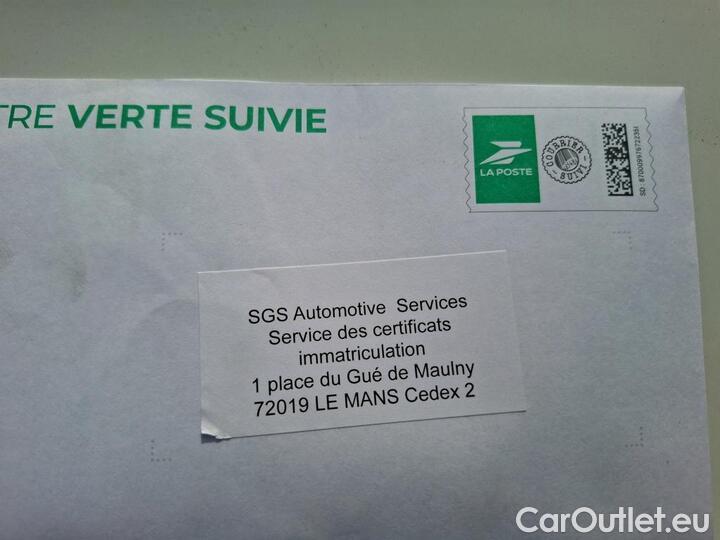 TRE VERTE SUIVIE
LA POSTE
COURRIER
SUIVI
SGS Automotive Services
Service des certificats
immatriculation
1 place du Gué de Maulny
72019 LE MANS Cedex 2
CarOutlet.eu